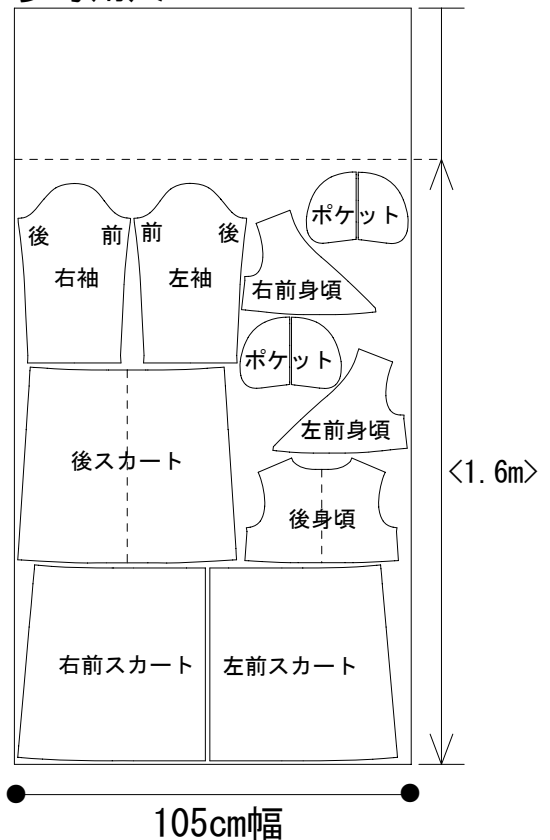 後 前 前 後
ポケット
右袖 左袖
右前身頃
ポケット
左前身頃
後スカート
<1.6m>
後身頃
右前スカート 左前スカート
105cm幅